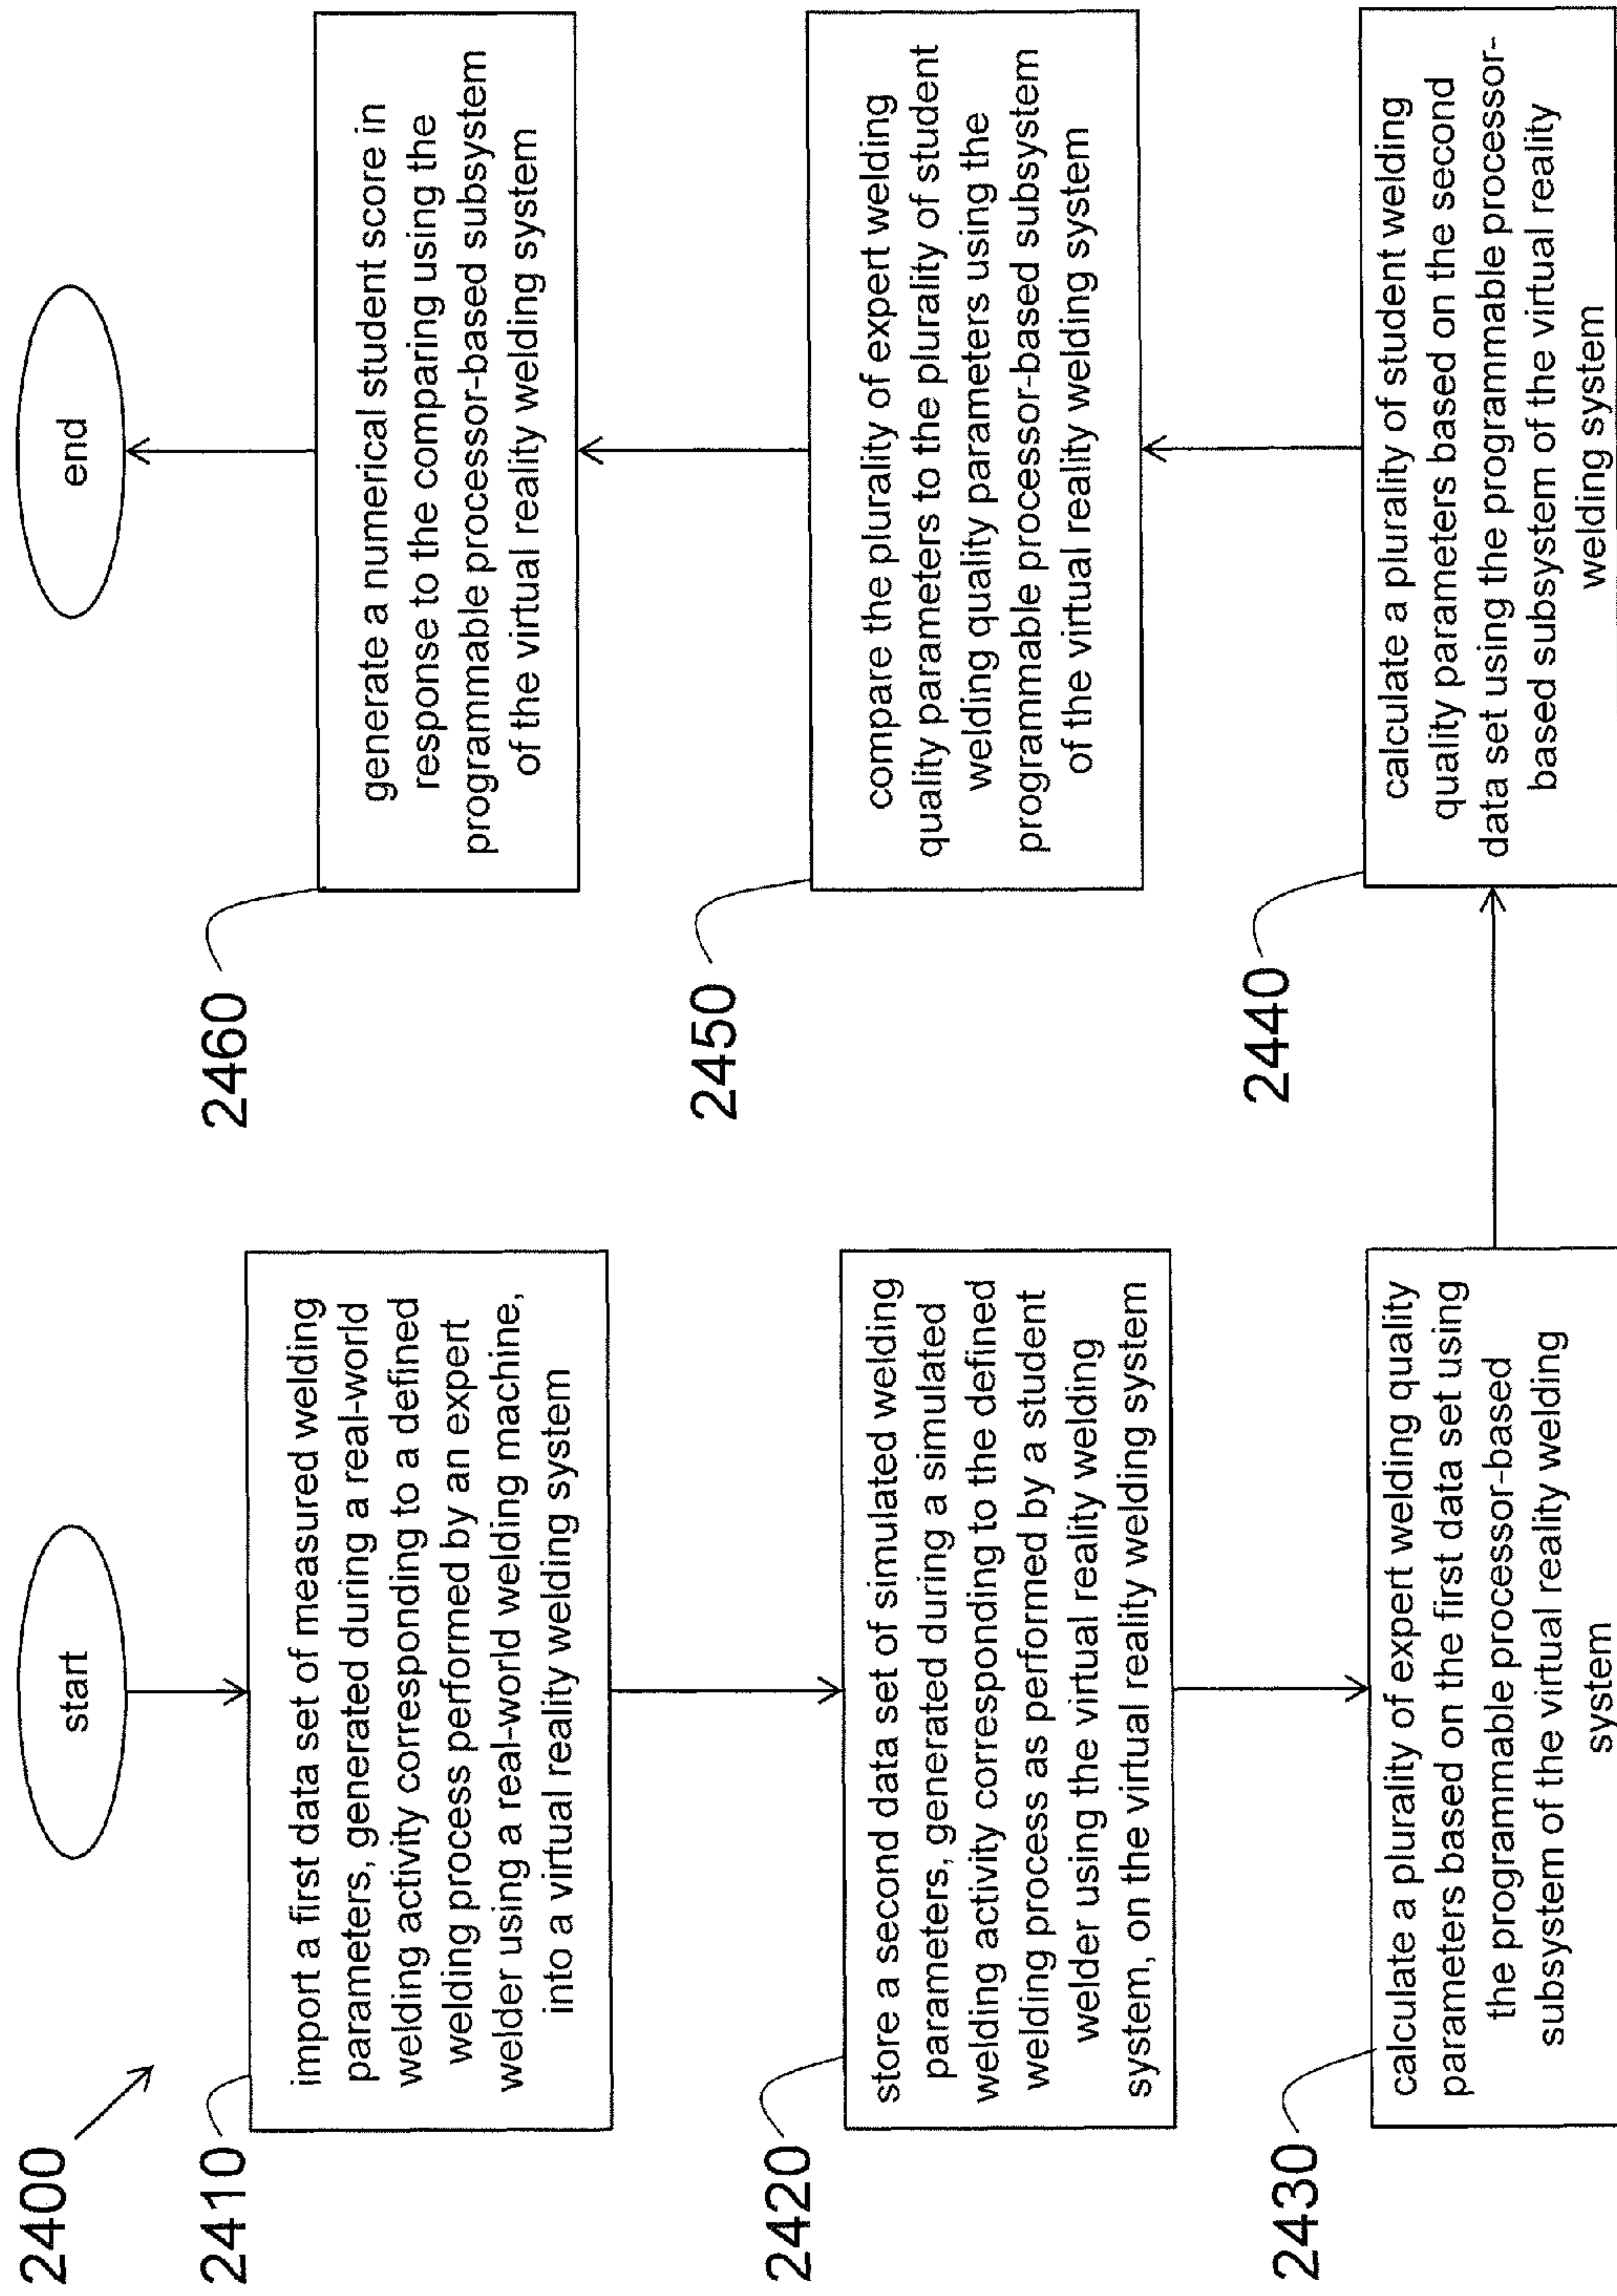 2400
start
2410
import a first data set of measured welding
parameters, generated during a real-world
welding activity corresponding to a defined
welding process performed by an expert
welder using a real-world welding machine,
into a virtual reality welding system
2420
store a second data set of simulated welding
parameters, generated during a simulated
welding activity corresponding to the defined
welding process as performed by a student
welder using the virtual reality welding
system, on the virtual reality welding system
2430
calculate a plurality of expert welding quality
parameters based on the first data set using
the programmable processor-based
subsystem of the virtual reality welding
system
2440
calculate a plurality of student welding
quality parameters based on the second
data set using the programmable processor-
based subsystem of the virtual reality
welding system
2450
compare the plurality of expert welding
quality parameters to the plurality of student
welding quality parameters using the
programmable processor-based subsystem
of the virtual reality welding system
2460
generate a numerical student score in
response to the comparing using the
programmable processor-based subsystem
of the virtual reality welding system
end